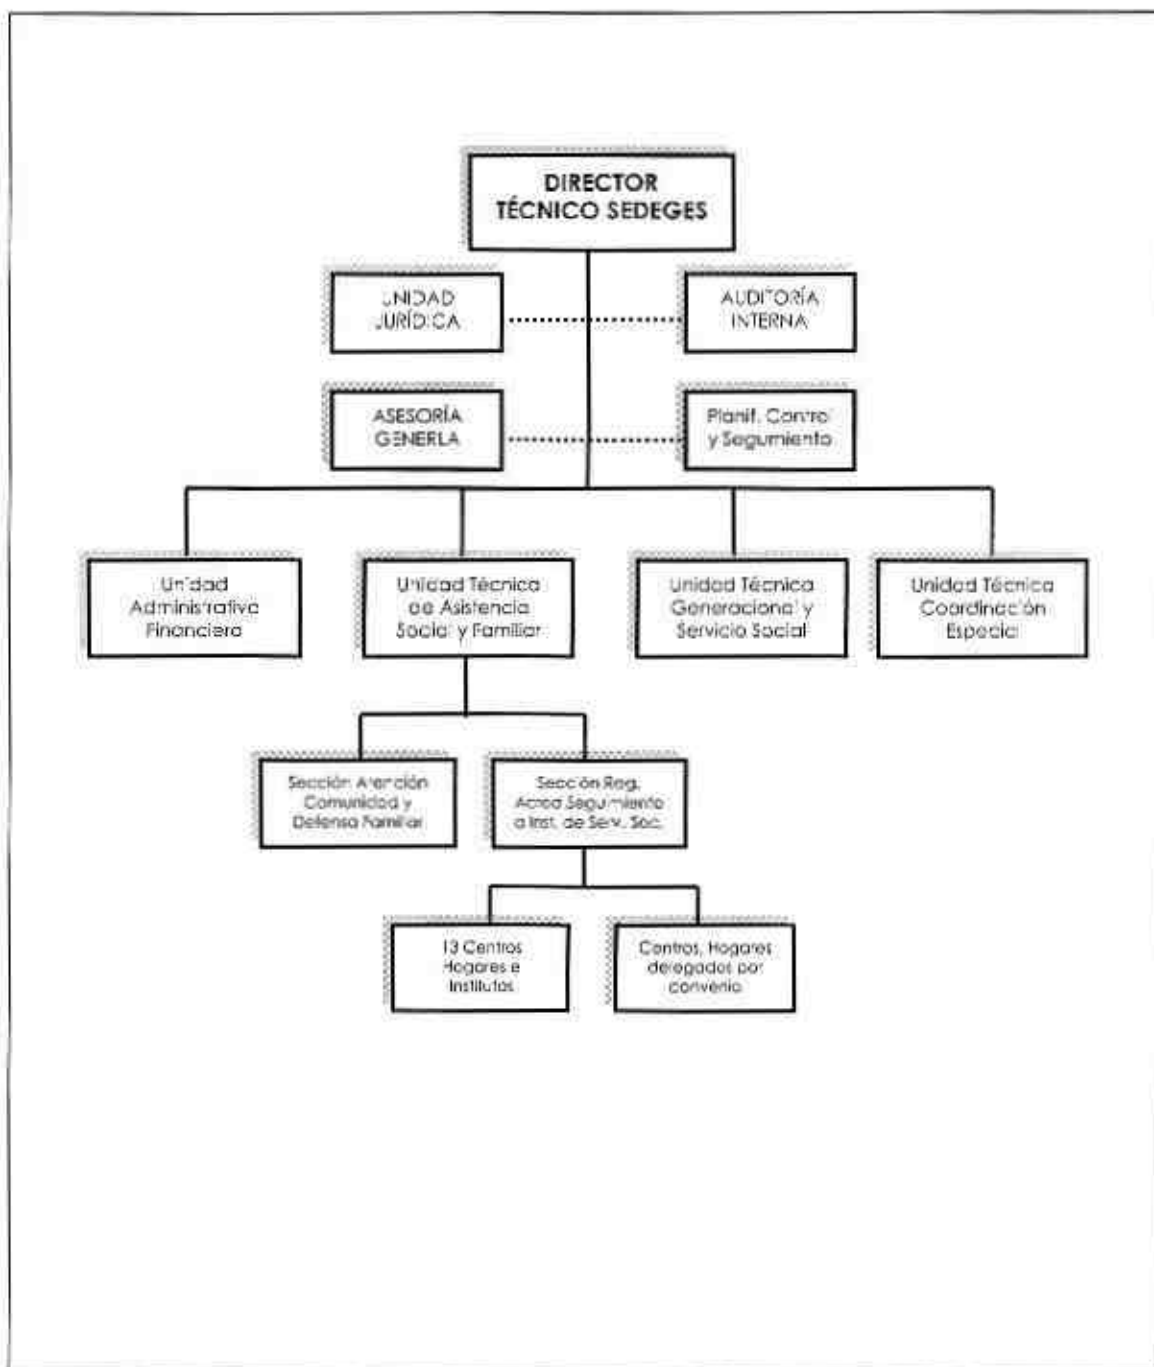 DIRECTOR
TÉCNICO SEDEGES
UNIDAD
JURÍDICA
AUDITORÍA
INTERNA
ASESORÍA
GENERLA
Planif. Control
y Seguimiento
Unidad
Administrativa
Financiera
Unidad Técnica
de Asistencia
Social y Familiar
Unidad Técnica
Generacional y
Servicio Social
Unidad Técnica
Coordinación
Especial
Sección Atención
Comunidad y
Defensa Familiar
Sección Reg.
Acred Seguimiento
a Inst. de Serv. Soc.
13 Centros
Hogares e
Institutos
Centros, Hogares
delegados por
convenio